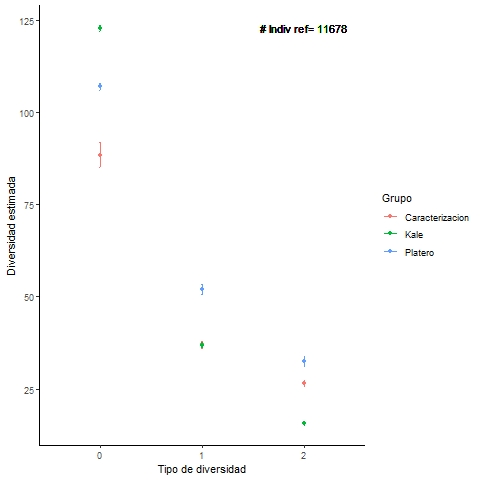 # Indiv ref= 11678
125
100
75
50
25
Diversidad estimada
0 1 2
Tipo de diversidad
Grupo
Caracterizacion
Kale
Platero